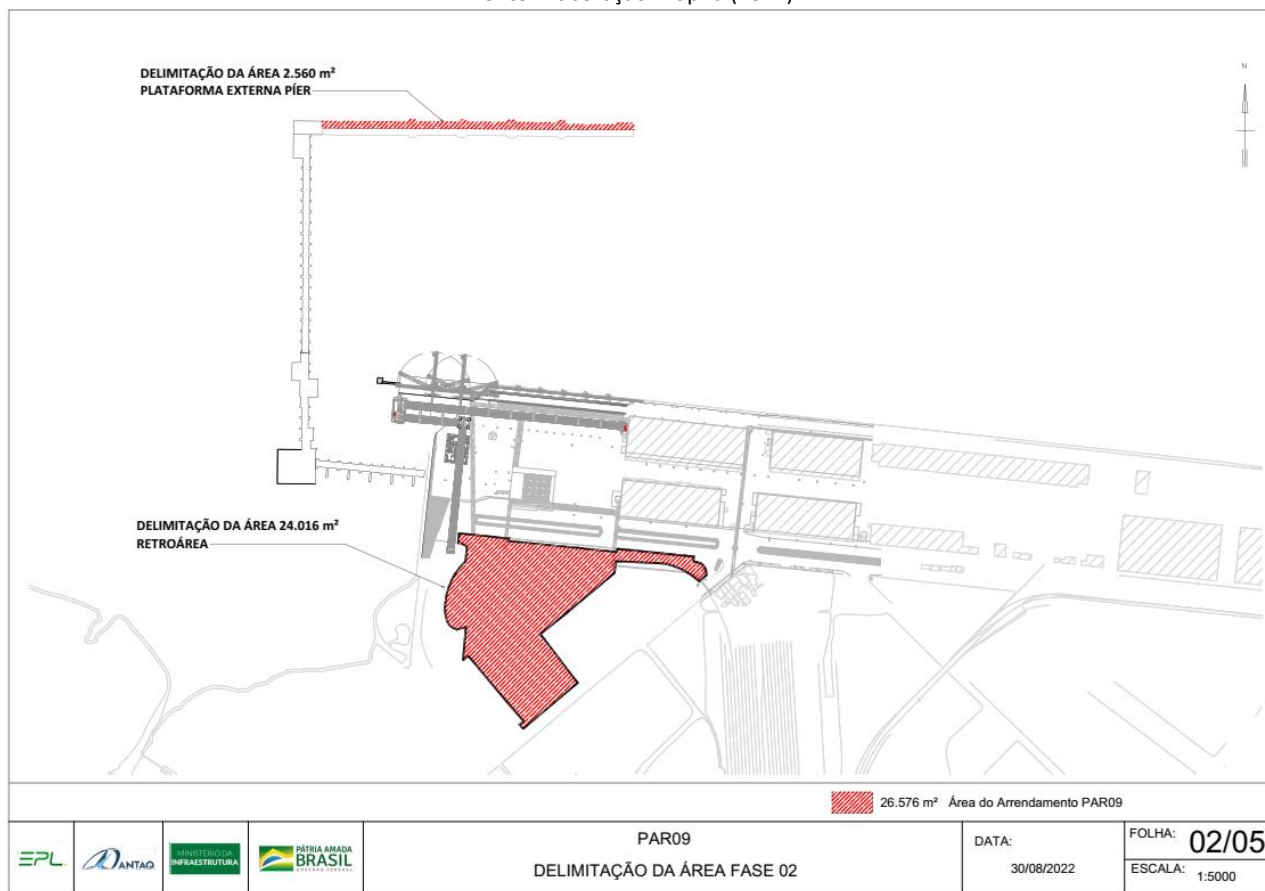 DELIMITAÇÃO DA ÁREA 2.560 m²
PLATAFORMA EXTERNA PÍER
N
DELIMITAÇÃO DA ÁREA 24.016 m²
RETROÁREA
26.576 m² Área do Arrendamento PAR09
EPL
ANTAQ
MINISTÉRIO DA
INFRAESTRUTURA
PÁTRIA AMADA
BRASIL
GOVERNO FEDERAL
PAR09
DELIMITAÇÃO DA ÁREA FASE 02
DATA:
30/08/2022
FOLHA: 02/05
ESCALA: 1:5000